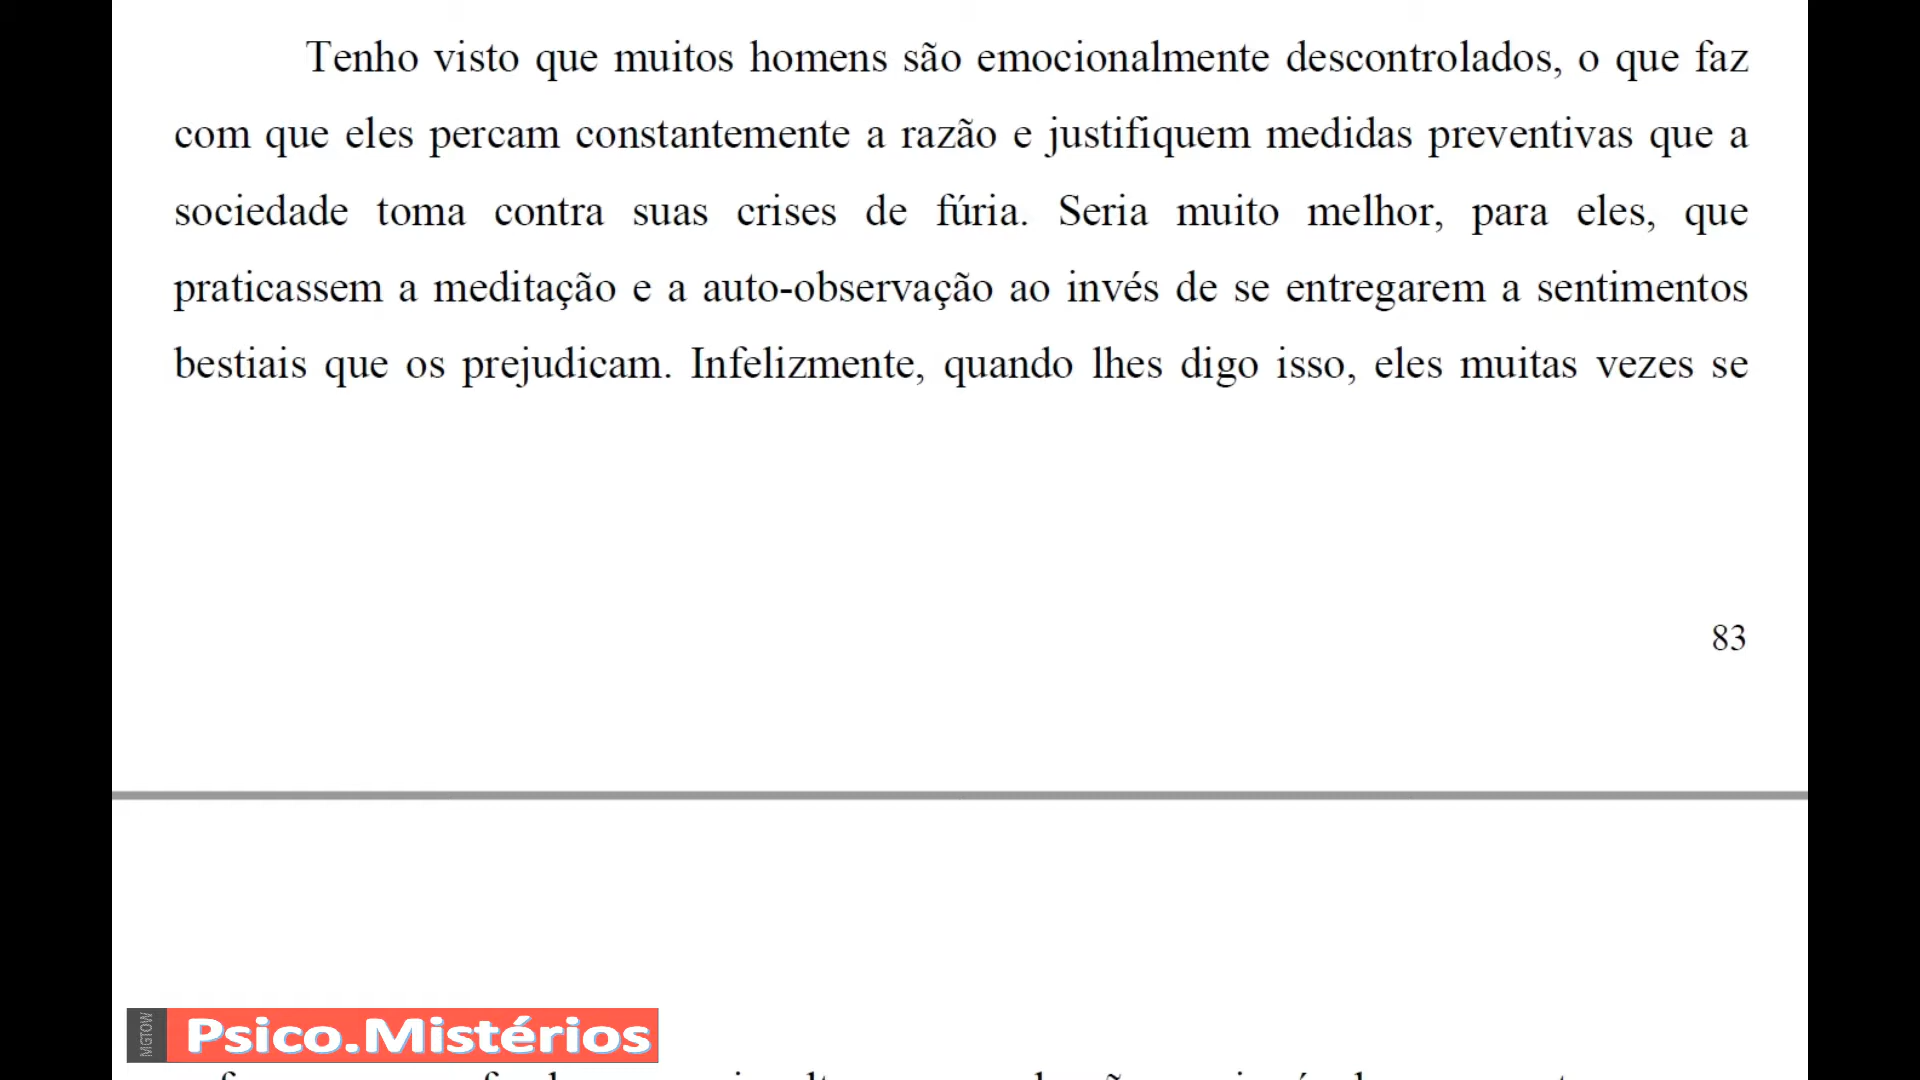 Tenho visto que muitos homens são emocionalmente descontrolados, o que faz
com que eles percam constantemente a razão e justifiquem medidas preventivas que a
sociedade toma contra suas crises de fúria. Seria muito melhor, para eles, que
praticassem a meditação e a auto-observação ao invés de se entregarem a sentimentos
bestiais que os prejudicam. Infelizmente, quando lhes digo isso, eles muitas vezes se
83
MGTOW
Psico.Mistérios